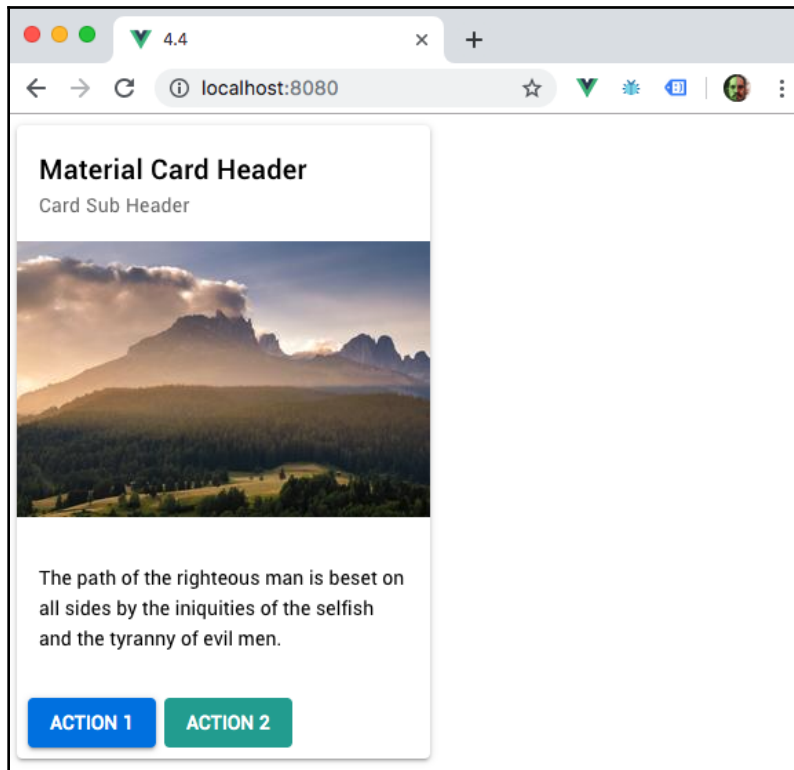 4.4
localhost:8080
Material Card Header
Card Sub Header
The path of the righteous man is beset on
all sides by the iniquities of the selfish
and the tyranny of evil men.
ACTION 1 ACTION 2